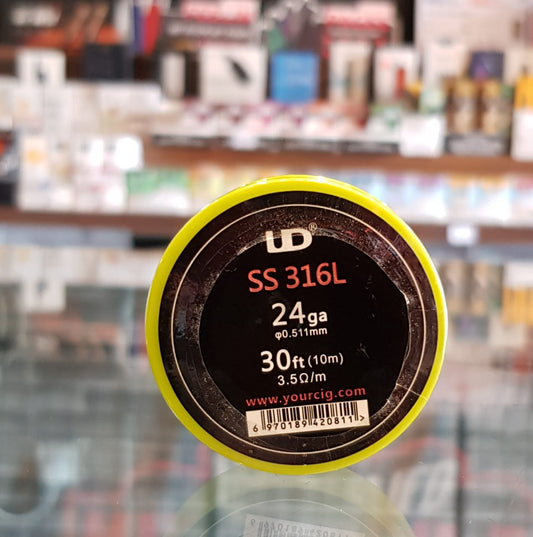 UD®
SS 316L
24ga
φ0.511mm
30ft (10m)
3.5Ω/m
www.yourcig.com
6 970189 420811 >